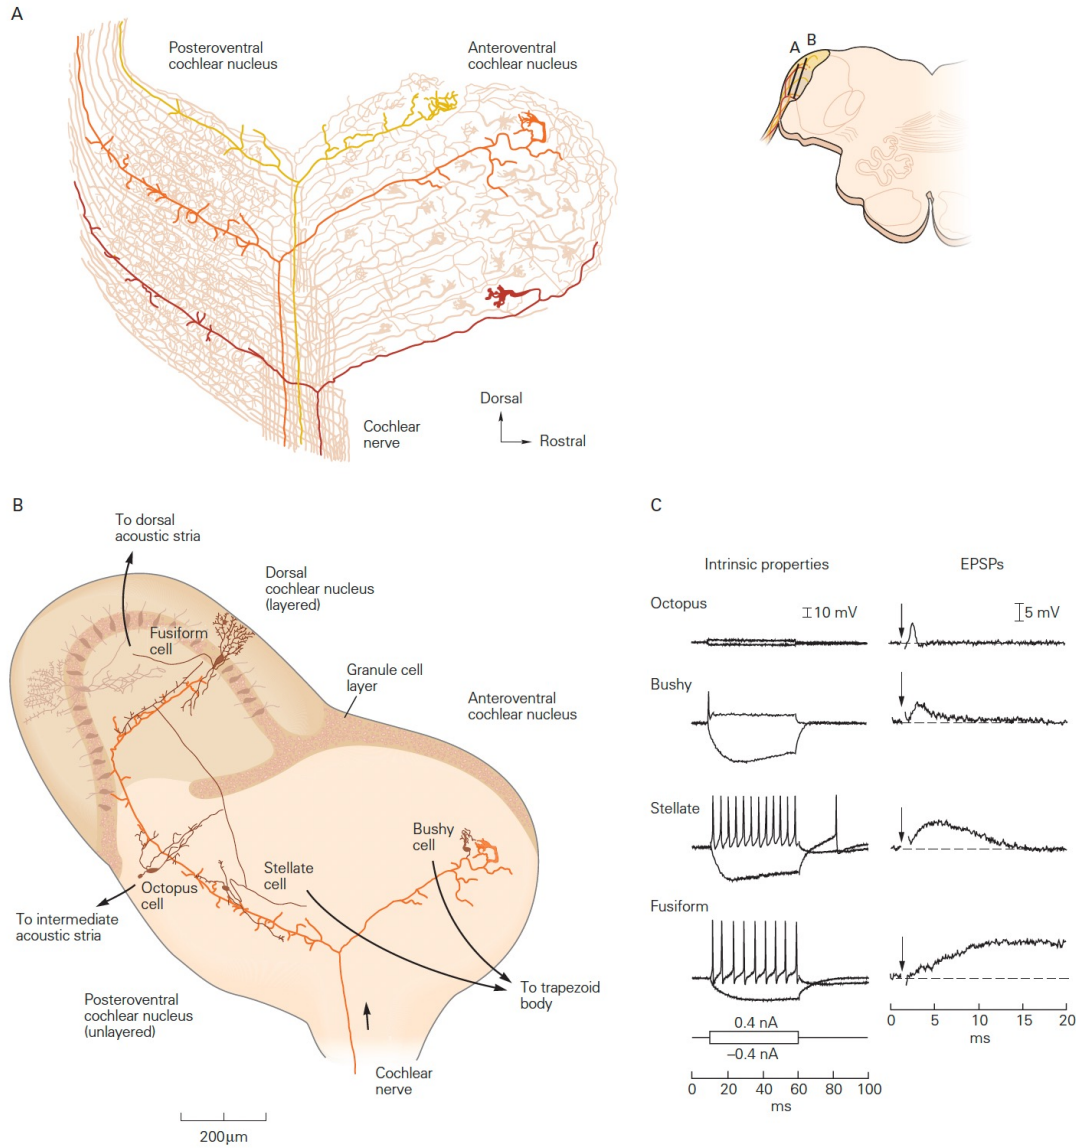 A
Posteroventral
cochlear nucleus
Anteroventral
cochlear nucleus
A
B
Cochlear
nerve
Dorsal
Rostral
B
To dorsal
acoustic stria
Dorsal
cochlear nucleus
(layered)
Fusiform
cell
Granule cell
layer
Anteroventral
cochlear nucleus
Bushy
cell
Stellate
cell
Octopus
cell
To intermediate
acoustic stria
To trapezoid
body
Posteroventral
cochlear nucleus
(unlayered)
Cochlear
nerve
200µm
C
Intrinsic properties
EPSPs
Octopus
10 mV
5 mV
Bushy
Stellate
Fusiform
0.4 nA
–0.4 nA
0 20 40 60 80 100
ms
0 5 10 15 20
ms